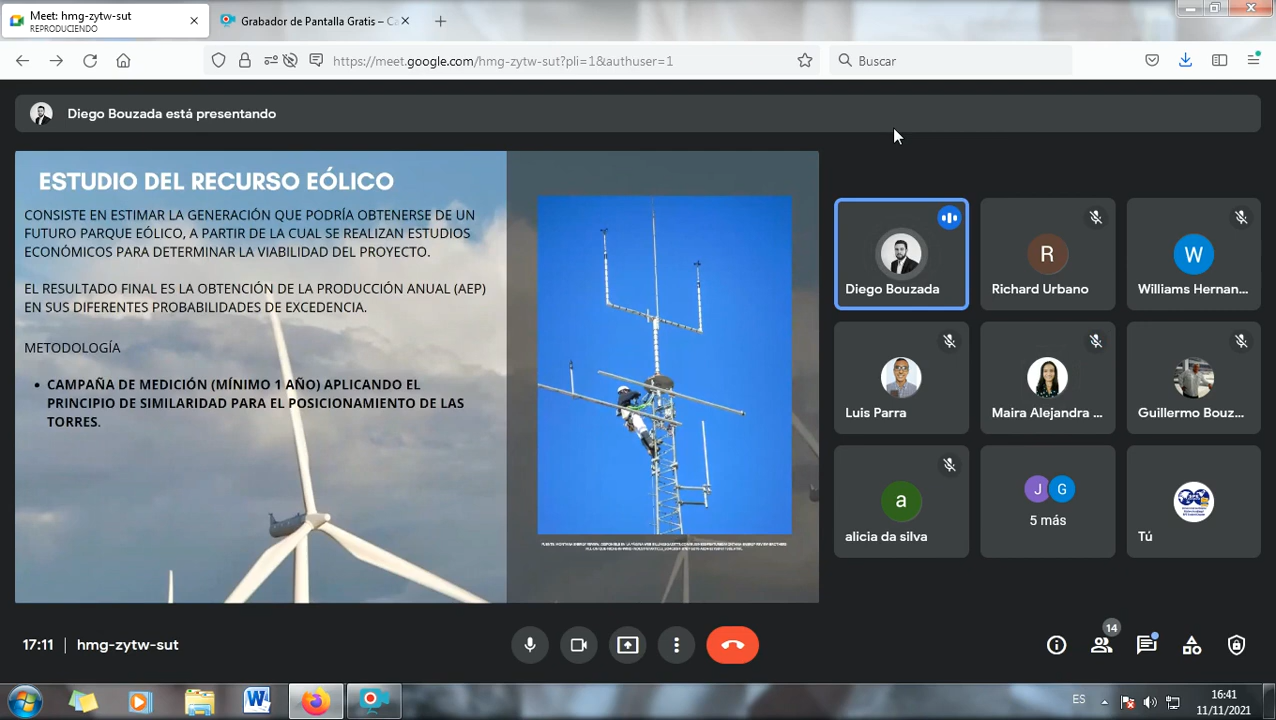 Meet: hmg-zytw-sut
REPRODUCIENDO
Grabador de Pantalla Gratis – Ca
https://meet.google.com/hmg-zytw-sut?pli=1&authuser=1
Buscar
Diego Bouzada está presentando
ESTUDIO DEL RECURSO EÓLICO
CONSISTE EN ESTIMAR LA GENERACIÓN QUE PODRÍA OBTENERSE DE UN
FUTURO PARQUE EÓLICO, A PARTIR DE LA CUAL SE REALIZAN ESTUDIOS
ECONÓMICOS PARA DETERMINAR LA VIABILIDAD DEL PROYECTO.
EL RESULTADO FINAL ES LA OBTENCIÓN DE LA PRODUCCIÓN ANUAL (AEP)
EN SUS DIFERENTES PROBABILIDADES DE EXCEDENCIA.
METODOLOGÍA
• CAMPAÑA DE MEDICIÓN (MÍNIMO 1 AÑO) APLICANDO EL
PRINCIPIO DE SIMILARIDAD PARA EL POSICIONAMIENTO DE LAS
TORRES.
Diego Bouzada
R
Richard Urbano
W
Williams Hernan...
Luis Parra
Maira Alejandra ...
Guillermo Bouz...
a
alicia da silva
J G
5 más
Tú
17:11 | hmg-zytw-sut
14
ES
16:41
11/11/2021